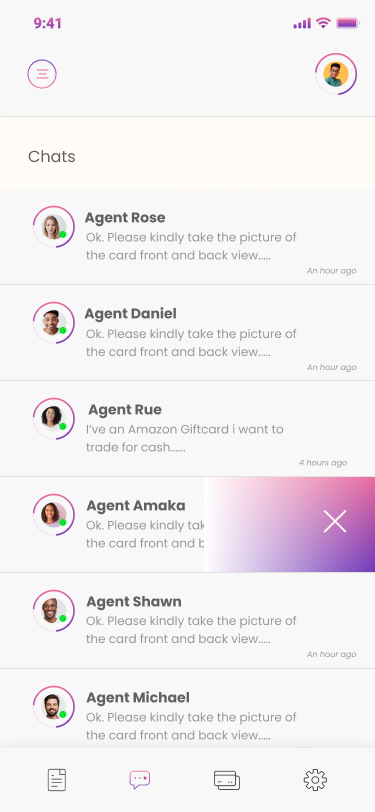 9:41
Chats
Agent Rose
Ok. Please kindly take the picture of
the card front and back view.....
An hour ago
Agent Daniel
Ok. Please kindly take the picture of
the card front and back view.....
An hour ago
Agent Rue
I've an Amazon Giftcard i want to
trade for cash......
4 hours ago
Agent Amaka
Ok. Please kindly tak
the card front and b
Agent Shawn
Ok. Please kindly take the picture of
the card front and back view.....
An hour ago
Agent Michael
Ok. Please kindly take the picture of
the card front and back view.....